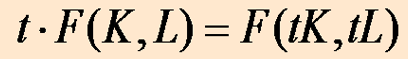 t · F(K, L) = F(tK, tL)